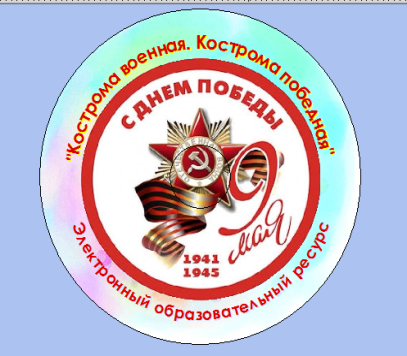 "Кострома военная. Кострома победная"
С ДНЕМ ПОБЕДЫ
9
мая
1941
1945
Электронный образовательный ресурс